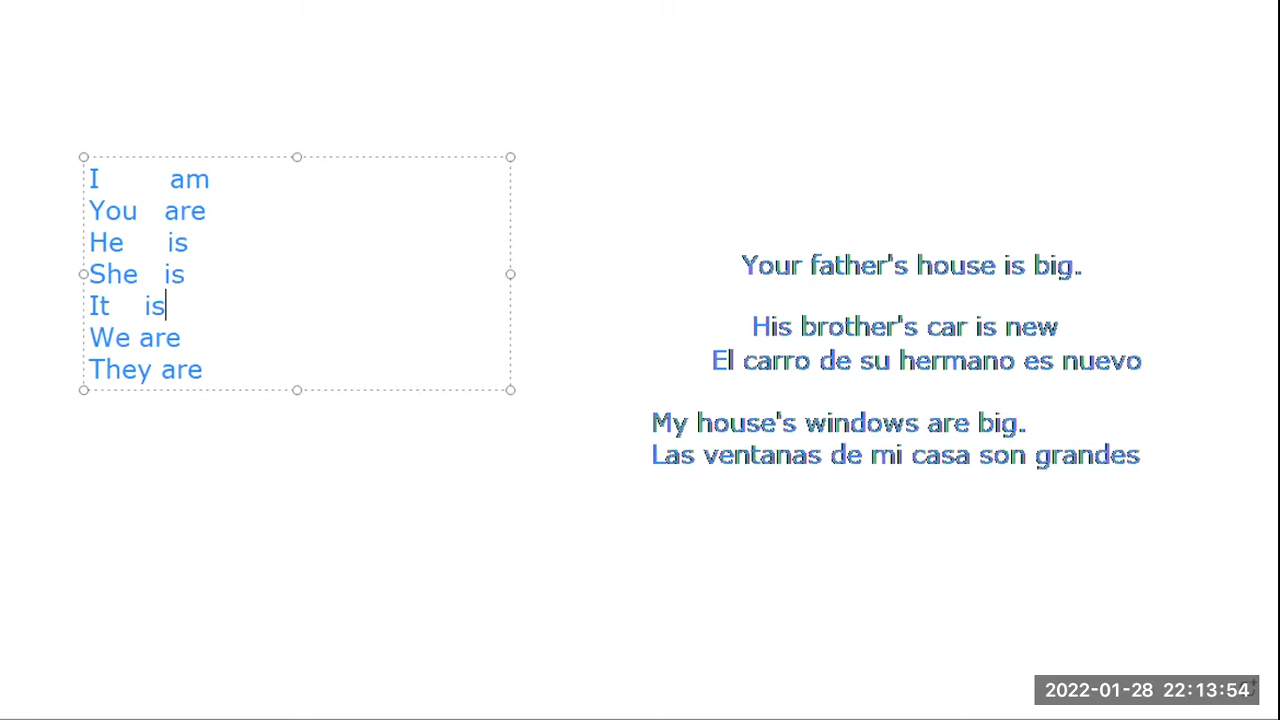 I am
You are
He is
She is
It is
We are
They are
Your father's house is big.
His brother's car is new
El carro de su hermano es nuevo
My house's windows are big.
Las ventanas de mi casa son grandes
2022-01-28 22:13:54